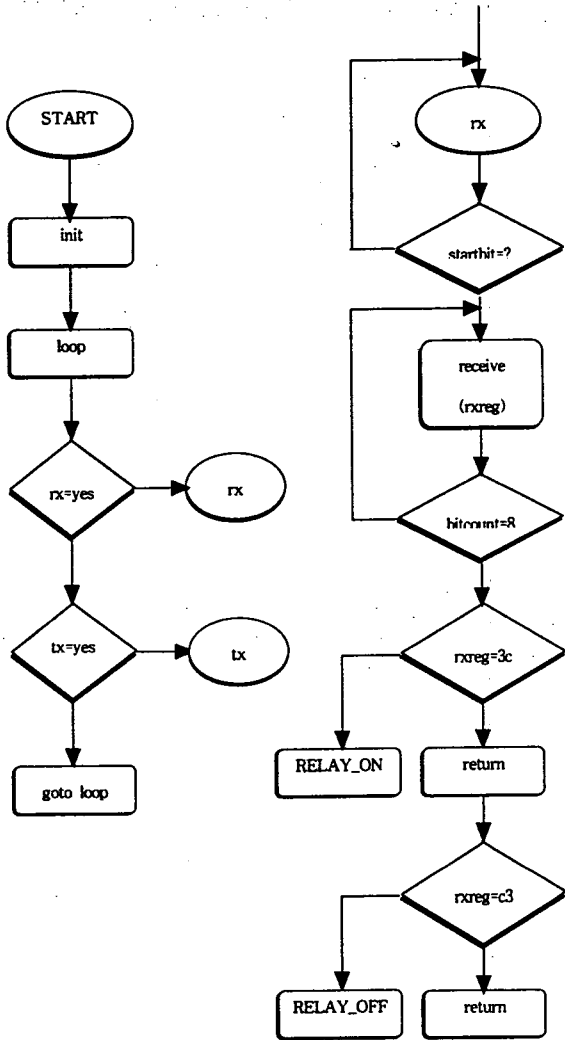 START
init
loop
rx=yes
rx
tx=yes
tx
goto loop
rx
startbit=?
receive
(rxreg)
bitcount=8
rxreg=3c
RELAY_ON
return
rxreg=c3
RELAY_OFF
return